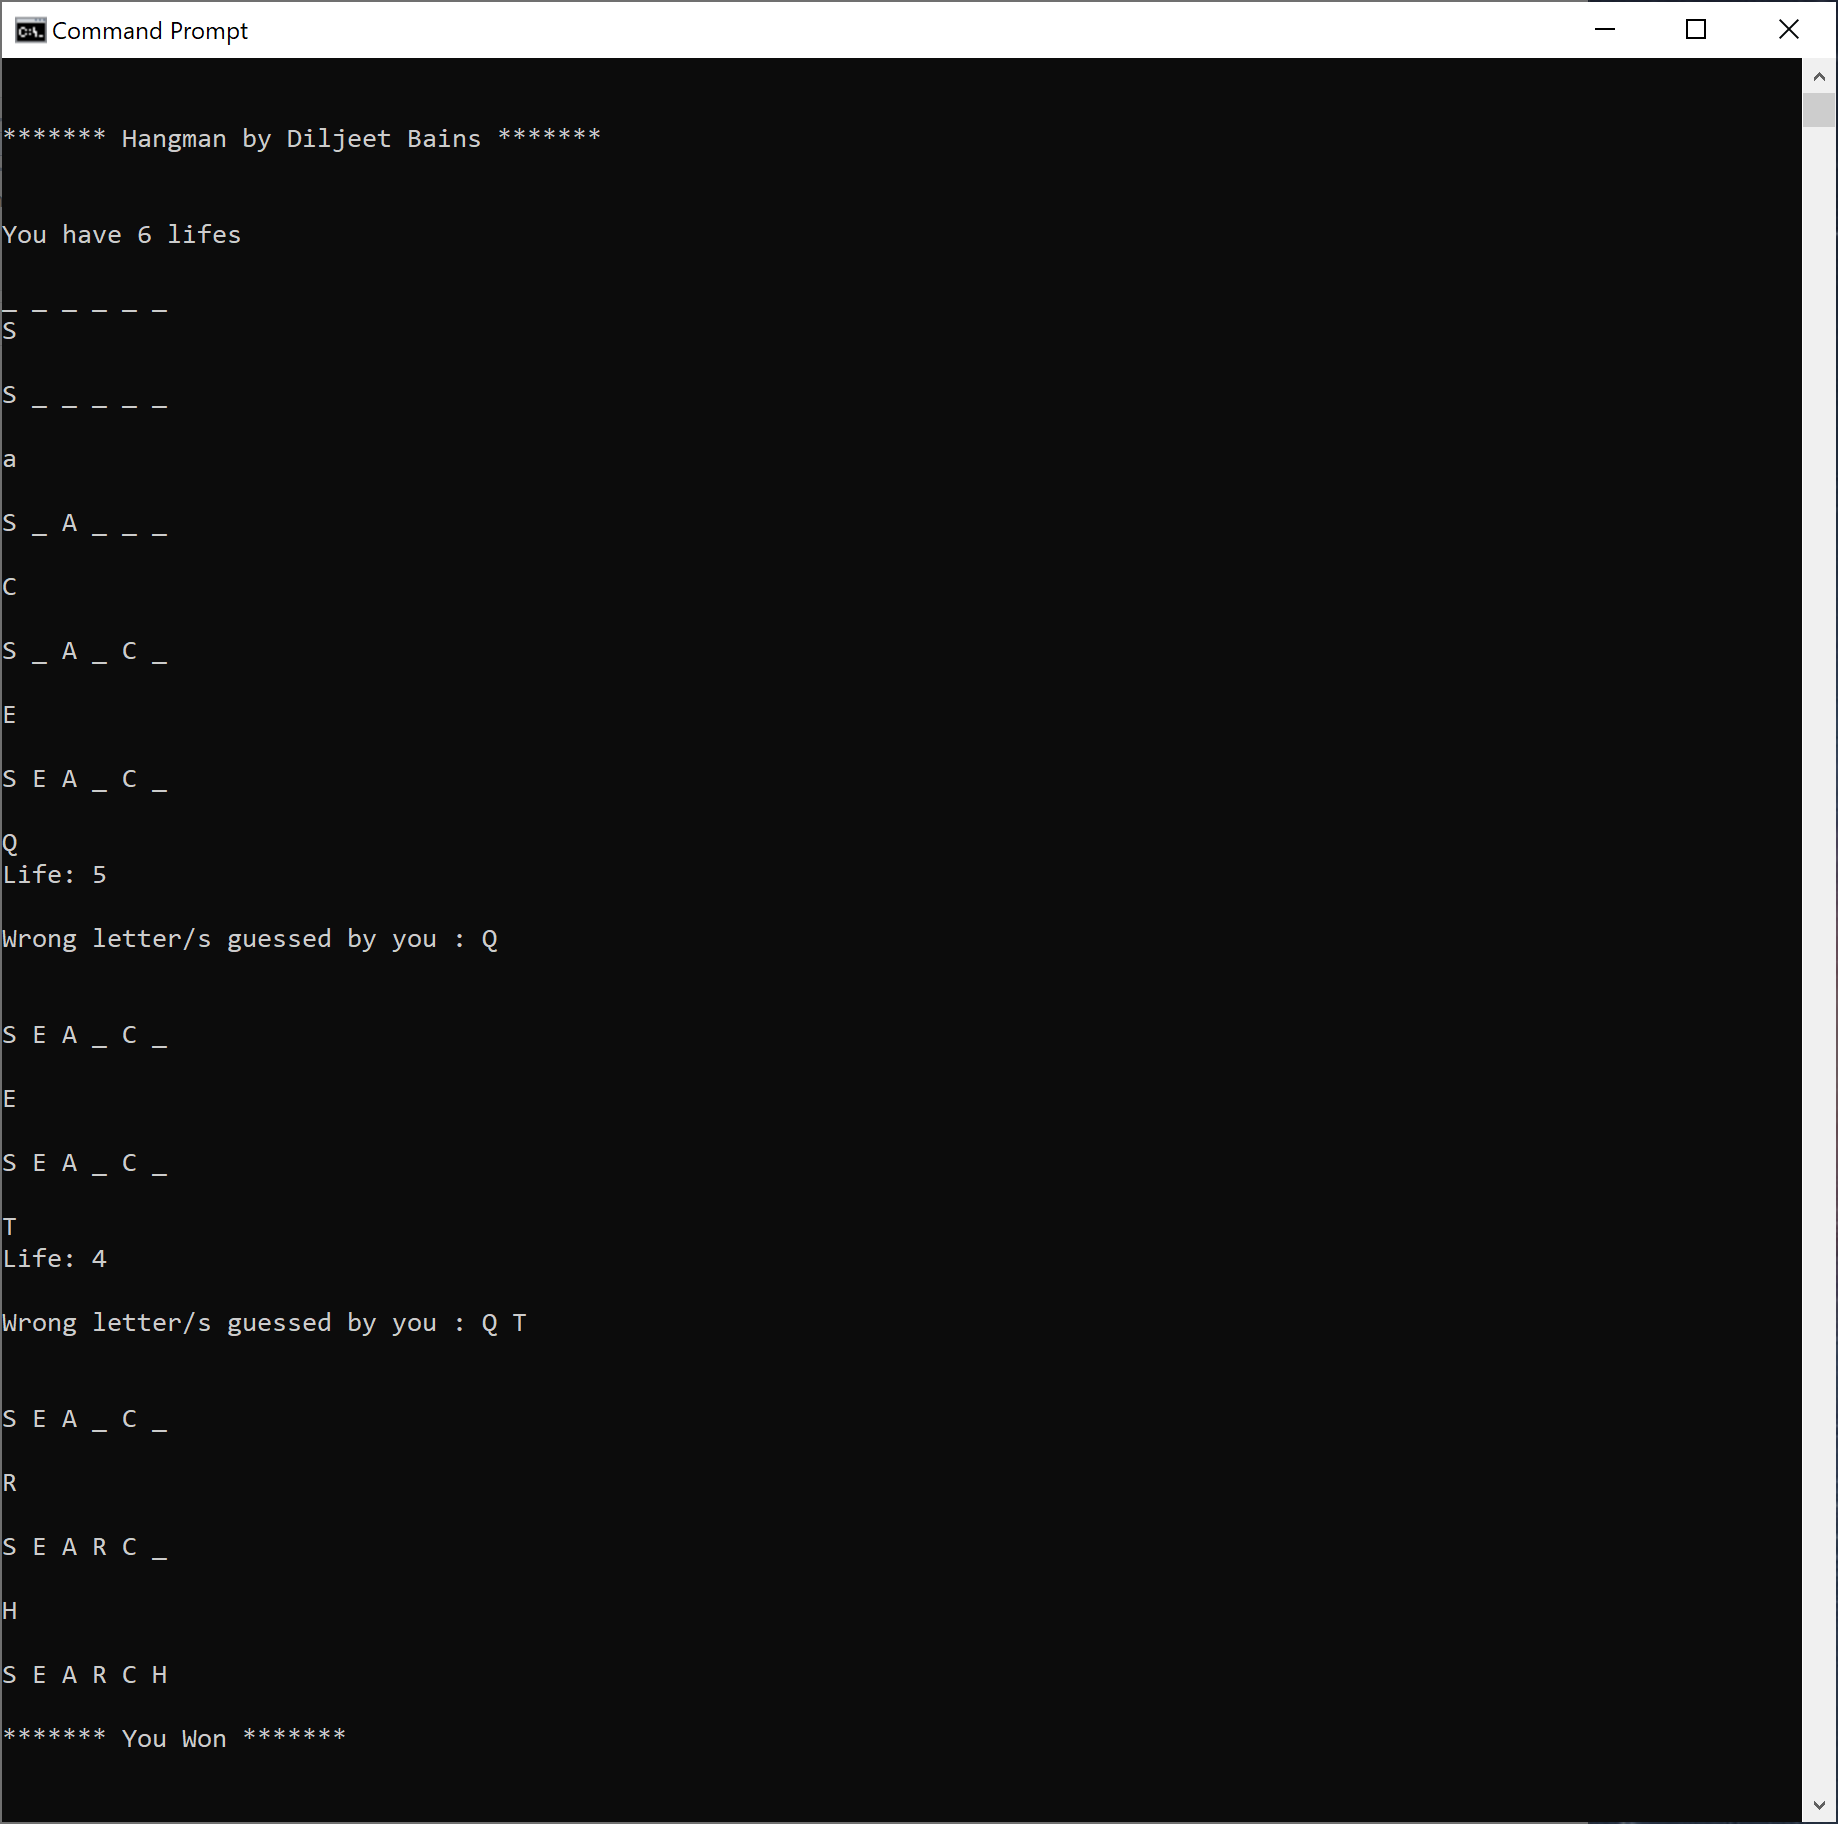 Command Prompt
******* Hangman by Diljeet Bains *******
You have 6 lifes
_ _ _ _ _ _
S
S _ _ _ _ _
a
S _ A _ _ _
C
S _ A _ C _
E
S E A _ C _
Q
Life: 5
Wrong letter/s guessed by you : Q
S E A _ C _
E
S E A _ C _
T
Life: 4
Wrong letter/s guessed by you : Q T
S E A _ C _
R
S E A R C _
H
S E A R C H
******* You Won *******